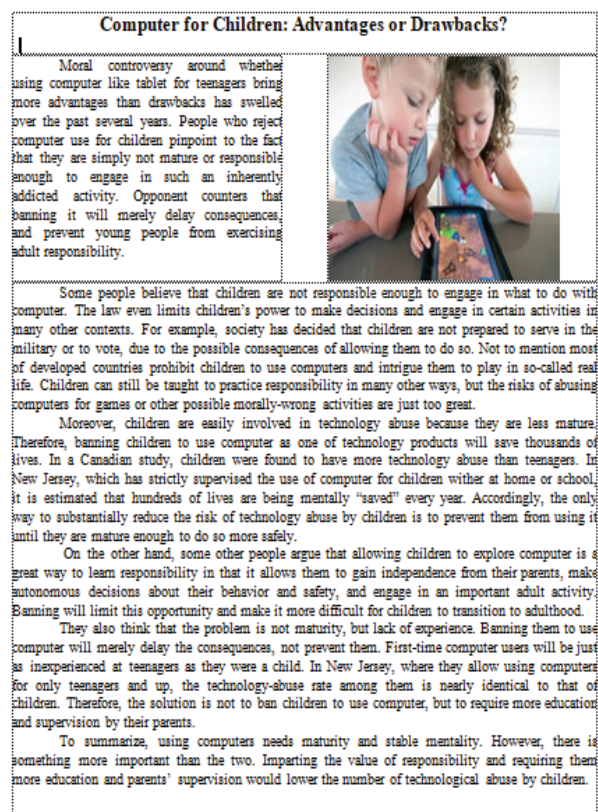 Computer for Children: Advantages or Drawbacks?
Moral controversy around whether
using computer like tablet for teenagers bring
more advantages than drawbacks has swelled
over the past several years. People who reject
computer use for children pinpoint to the fact
that they are simply not mature or responsible
enough to engage in such an inherently
addicted activity. Opponent counters that
banning it will merely delay consequences,
and prevent young people from exercising
adult responsibility.
Some people believe that children are not responsible enough to engage in what to do with
computer. The law even limits children's power to make decisions and engage in certain activities in
many other contexts. For example, society has decided that children are not prepared to serve in the
military or to vote, due to the possible consequences of allowing them to do so. Not to mention most
of developed countries prohibit children to use computers and intrigue them to play in so-called real
life. Children can still be taught to practice responsibility in many other ways, but the risks of abusing
computers for games or other possible morally-wrong activities are just too great.
Moreover, children are easily involved in technology abuse because they are less mature.
Therefore, banning children to use computer as one of technology products will save thousands of
lives. In a Canadian study, children were found to have more technology abuse than teenagers. In
New Jersey, which has strictly supervised the use of computer for children wither at home or school,
it is estimated that hundreds of lives are being mentally “saved” every year. Accordingly, the only
way to substantially reduce the risk of technology abuse by children is to prevent them from using it
until they are mature enough to do so more safely.
On the other hand, some other people argue that allowing children to explore computer is a
great way to learn responsibility in that it allows them to gain independence from their parents, make
autonomous decisions about their behavior and safety, and engage in an important adult activity.
Banning will limit this opportunity and make it more difficult for children to transition to adulthood.
They also think that the problem is not maturity, but lack of experience. Banning them to use
computer will merely delay the consequences, not prevent them. First-time computer users will be just
as inexperienced at teenagers as they were a child. In New Jersey, where they allow using computers
for only teenagers and up, the technology-abuse rate among them is nearly identical to that of
children. Therefore, the solution is not to ban children to use computer, but to require more education
and supervision by their parents.
To summarize, using computers needs maturity and stable mentality. However, there is
something more important than the two. Imparting the value of responsibility and requiring them
more education and parents' supervision would lower the number of technological abuse by children.